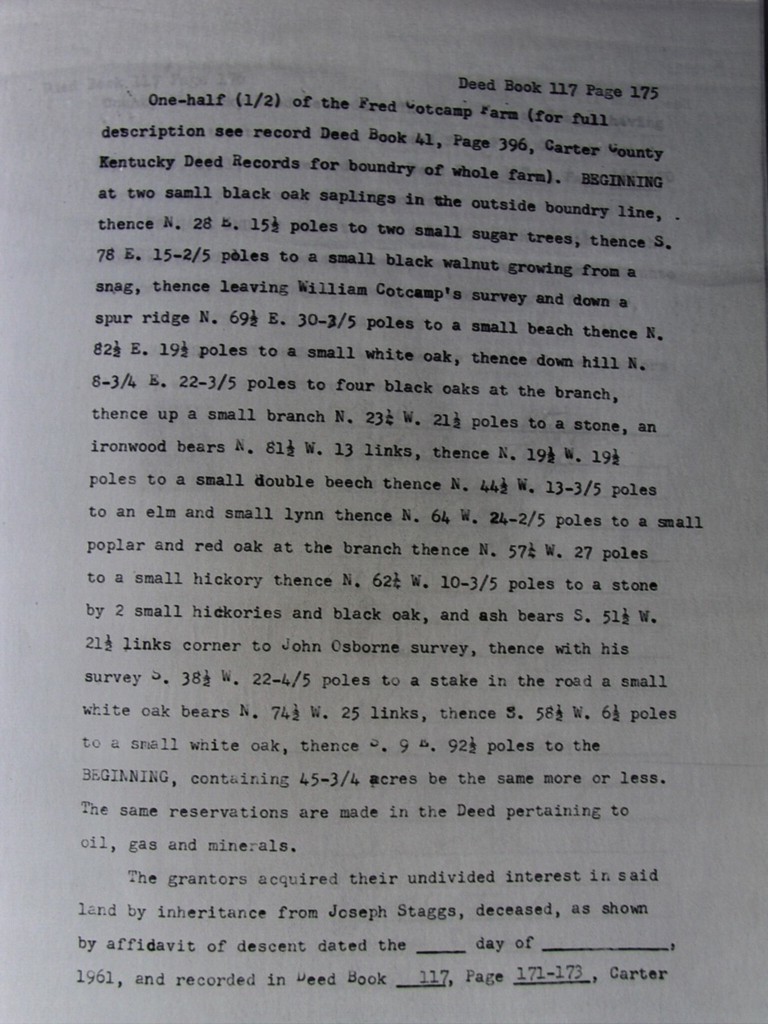 Deed Book 117 Page 175
One-half (1/2) of the Fred Cotcamp Farm (for full
description see record Deed Book 41, Page 396, Carter County
Kentucky Deed Records for boundry of whole farm). BEGINNING
at two samll black oak saplings in the outside boundry line,
thence N. 28 E. 15½ poles to two small sugar trees, thence S.
78 E. 15-2/5 poles to a small black walnut growing from a
snag, thence leaving William Cotcamp's survey and down a
spur ridge N. 69½ E. 30-3/5 poles to a small beach thence N.
82½ E. 19½ poles to a small white oak, thence down hill N.
8-3/4 E. 22-3/5 poles to four black oaks at the branch,
thence up a small branch N. 23¼ W. 21½ poles to a stone, an
ironwood bears N. 81½ W. 13 links, thence N. 19½ W. 19½
poles to a small double beech thence N. 44½ W. 13-3/5 poles
to an elm and small lynn thence N. 64 W. 24-2/5 poles to a small
poplar and red oak at the branch thence N. 57¼ W. 27 poles
to a small hickory thence N. 62¼ W. 10-3/5 poles to a stone
by 2 small hickories and black oak, and ash bears S. 51½ W.
21½ links corner to John Osborne survey, thence with his
survey S. 38½ W. 22-4/5 poles to a stake in the road a small
white oak bears N. 74½ W. 25 links, thence S. 58½ W. 6½ poles
to a small white oak, thence S. 9 E. 92½ poles to the
BEGINNING, containing 45-3/4 acres be the same more or less.
The same reservations are made in the Deed pertaining to
oil, gas and minerals.
The grantors acquired their undivided interest in said
land by inheritance from Joseph Staggs, deceased, as shown
by affidavit of descent dated the ____ day of ___________,
1961, and recorded in Deed Book __117, Page 171-173_, Carter